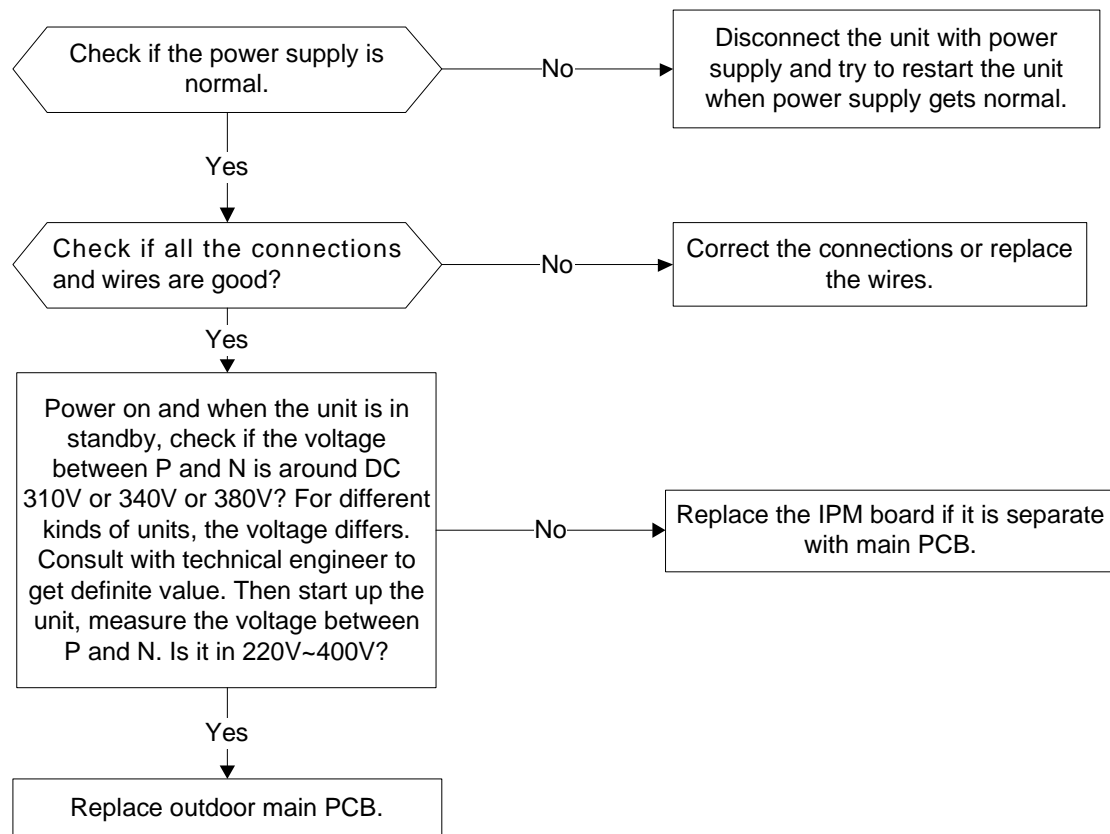 Check if the power supply is
normal.
No
Disconnect the unit with power
supply and try to restart the unit
when power supply gets normal.
Yes
Check if all the connections
and wires are good?
No
Correct the connections or replace
the wires.
Yes
Power on and when the unit is in
standby, check if the voltage
between P and N is around DC
310V or 340V or 380V? For different
kinds of units, the voltage differs.
Consult with technical engineer to
get definite value. Then start up the
unit, measure the voltage between
P and N. Is it in 220V~400V?
No
Replace the IPM board if it is separate
with main PCB.
Yes
Replace outdoor main PCB.